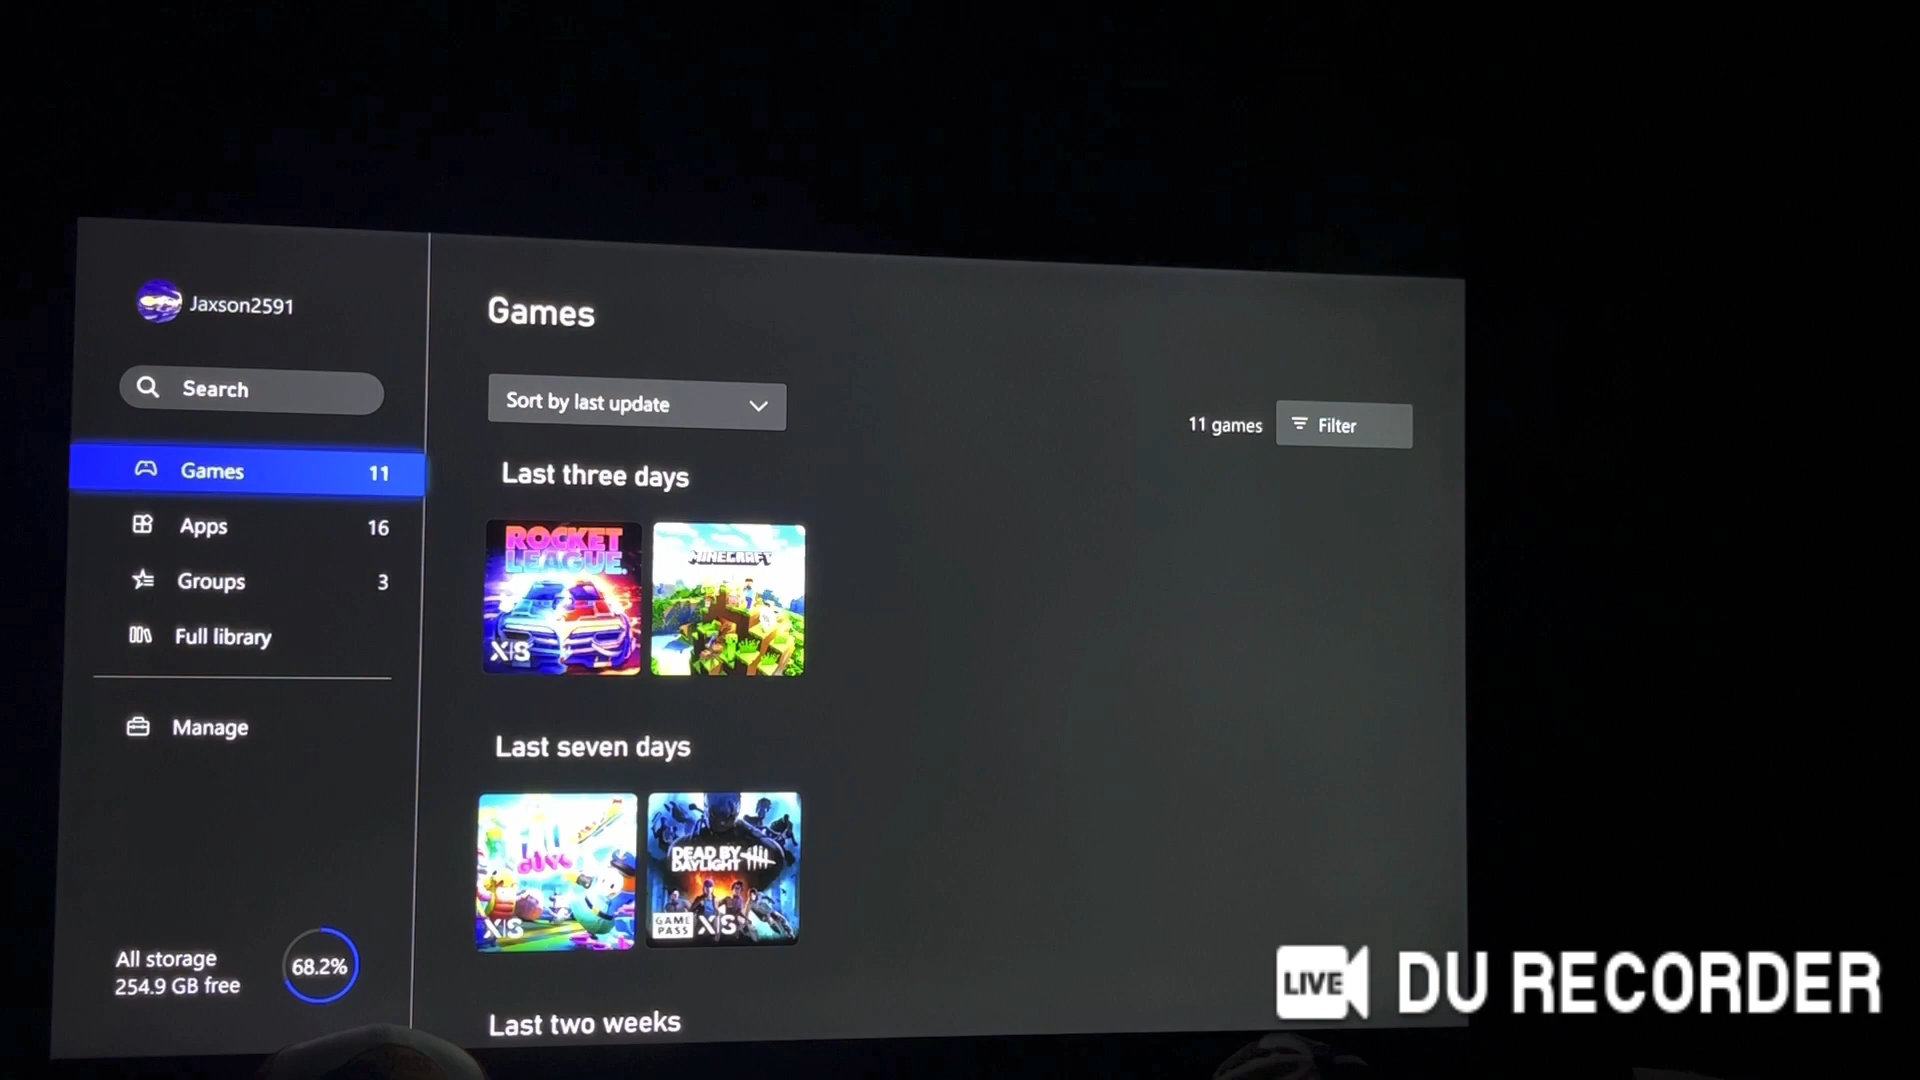 Jaxson2591
Search
Games 11
Apps 16
Groups 3
Full library
Manage
All storage
254.9 GB free
68.2%
Games
Sort by last update
11 games
Filter
Last three days
ROCKET
LEAGUE
X|S
MINECRAFT
Last seven days
X|S
DEAD BY
DAYLIGHT
GAME
PASS
X|S
Last two weeks
LIVE
DU RECORDER